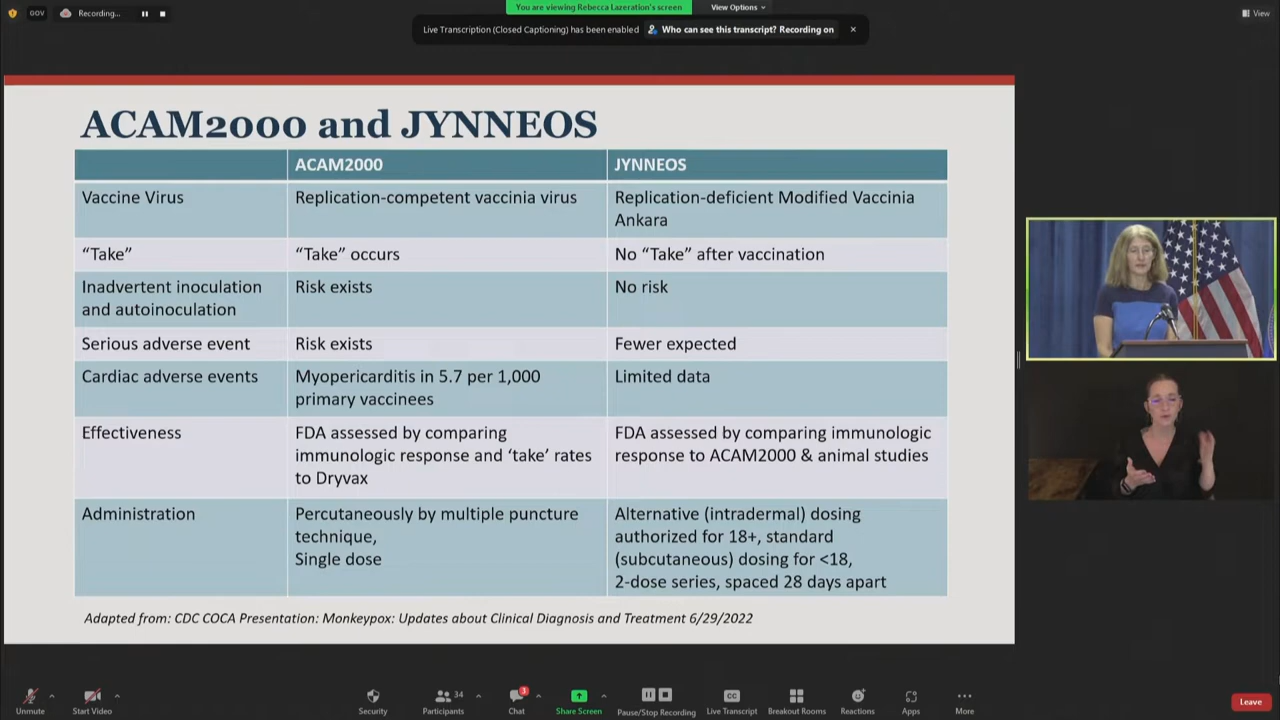 GOV
Recording...
You are viewing Rebecca Lazeration's screen
View Options
View
Live Transcription (Closed Captioning) has been enabled
Who can see this transcript? Recording on
ACAM2000 and JYNNEOS
ACAM2000
JYNNEOS
Vaccine Virus
Replication-competent vaccinia virus
Replication-deficient Modified Vaccinia
Ankara
“Take”
“Take” occurs
No “Take” after vaccination
Inadvertent inoculation
and autoinoculation
Risk exists
No risk
Serious adverse event
Risk exists
Fewer expected
Cardiac adverse events
Myopericarditis in 5.7 per 1,000
primary vaccinees
Limited data
Effectiveness
FDA assessed by comparing
immunologic response and ‘take’ rates
to Dryvax
FDA assessed by comparing immunologic
response to ACAM2000 & animal studies
Administration
Percutaneously by multiple puncture
technique,
Single dose
Alternative (intradermal) dosing
authorized for 18+, standard
(subcutaneous) dosing for <18,
2-dose series, spaced 28 days apart
Adapted from: CDC COCA Presentation: Monkeypox: Updates about Clinical Diagnosis and Treatment 6/29/2022
Unmute
Start Video
Security
Participants
34
Chat
3
Share Screen
Pause/Stop Recording
CC
Live Transcript
Breakout Rooms
Reactions
Apps
More
Leave